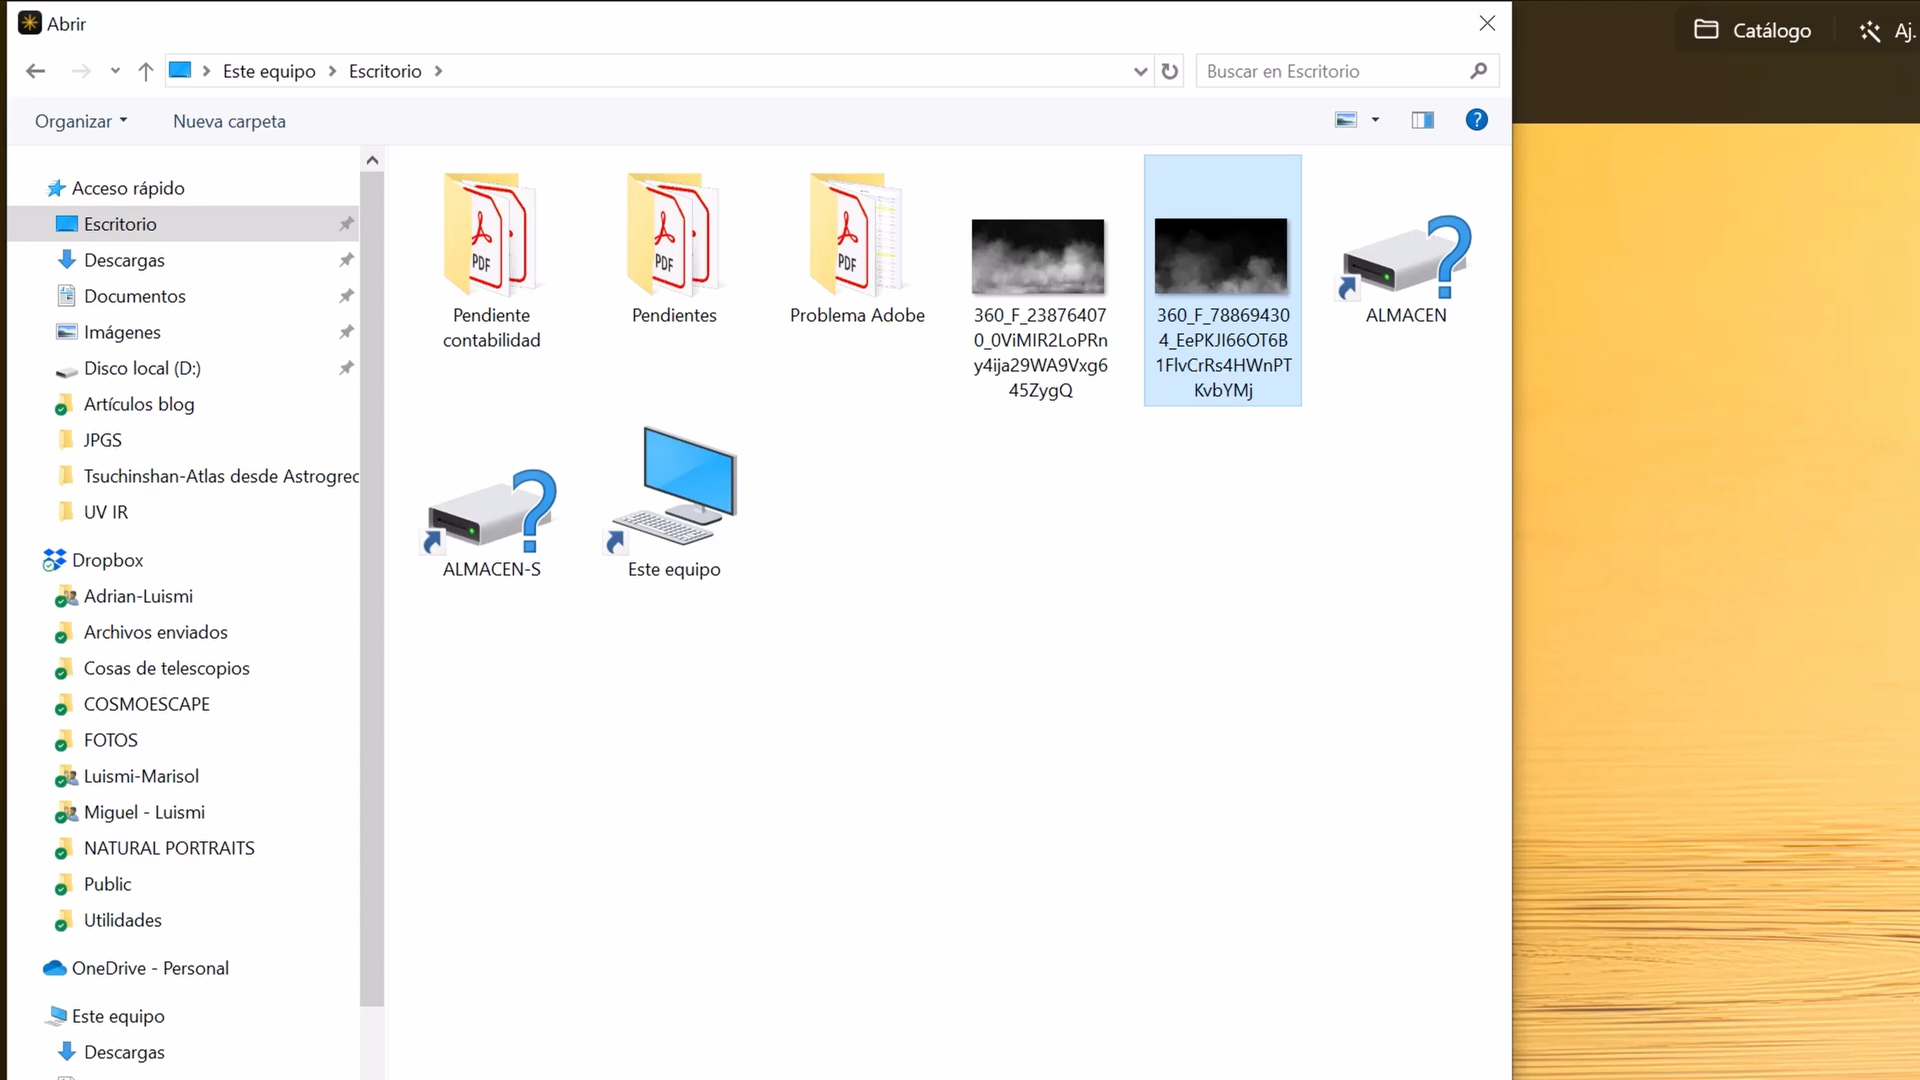 Abrir
Catálogo
Aj.
Este equipo
Escritorio
Buscar en Escritorio
Organizar
Nueva carpeta
?
Acceso rápido
Escritorio
Descargas
Documentos
Imágenes
Disco local (D:)
Artículos blog
JPGS
Tsuchinshan-Atlas desde Astrogrec
UV IR
Dropbox
Adrian-Luismi
Archivos enviados
Cosas de telescopios
COSMOESCAPE
FOTOS
Luismi-Marisol
Miguel - Luismi
NATURAL PORTRAITS
Public
Utilidades
OneDrive - Personal
Este equipo
Descargas
PDF
Pendiente
contabilidad
PDF
Pendientes
PDF
Problema Adobe
360_F_23876407
0_0ViMIR2LoPRn
y4ija29WA9Vxg6
45ZygQ
360_F_78869430
4_EePKJI66OT6B
1FlvCrRs4HWnPT
KvbYMj
?
ALMACEN
?
ALMACEN-S
Este equipo